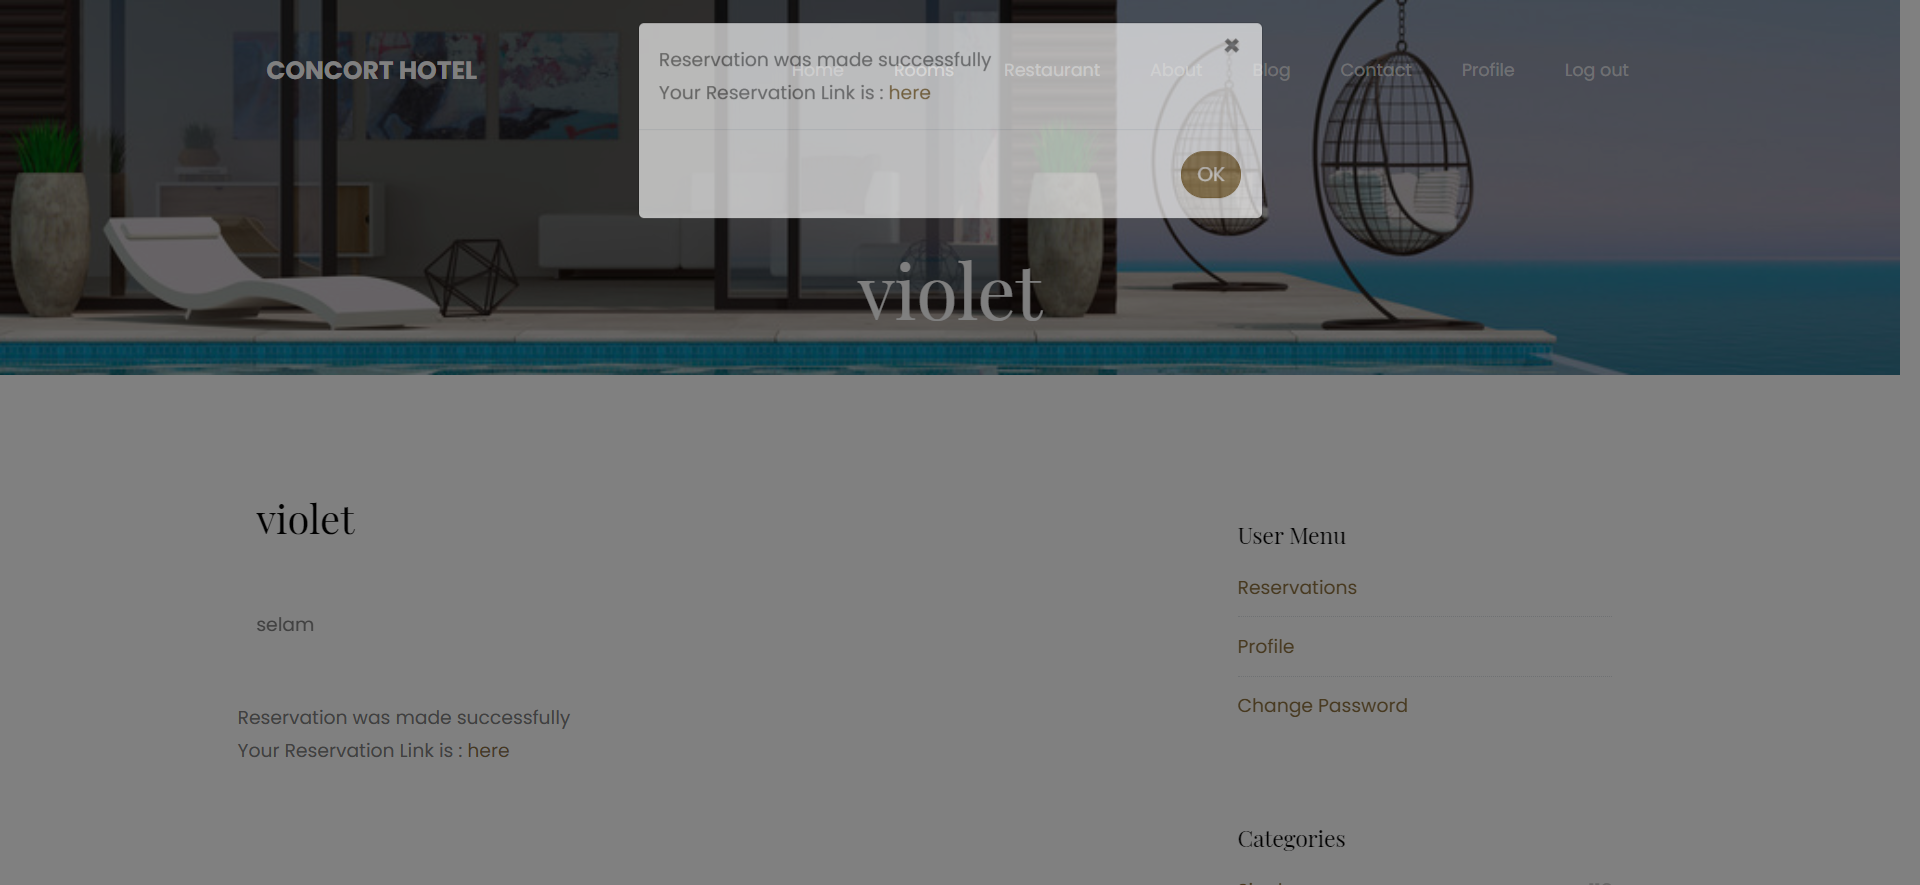 CONCORT HOTEL
Home Rooms Restaurant About Blog Contact Profile Log out
Reservation was made successfully
Your Reservation Link is : here
OK
violet
violet
selam
Reservation was made successfully
Your Reservation Link is : here
User Menu
Reservations
Profile
Change Password
Categories